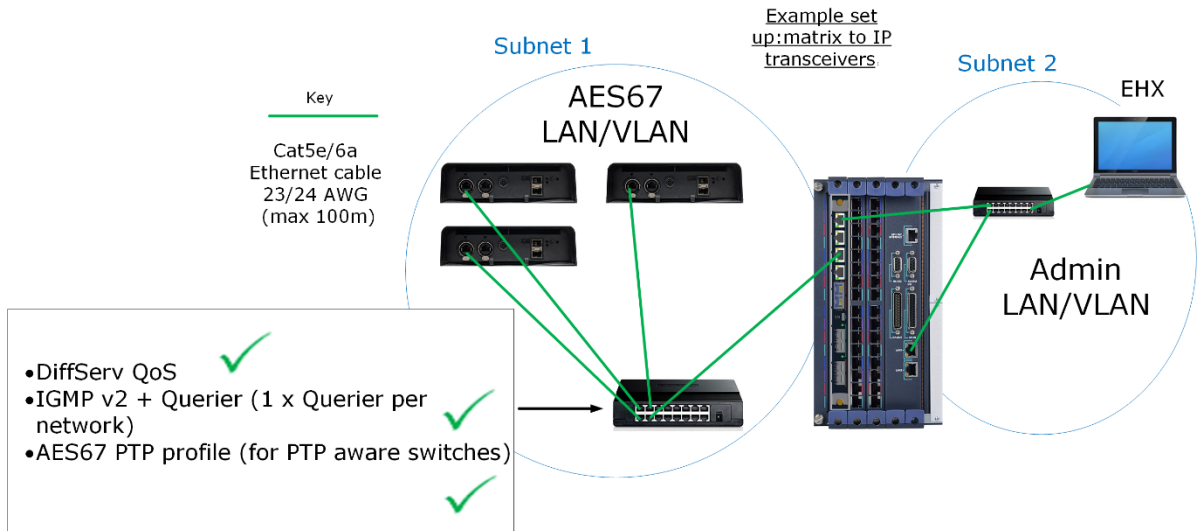 Example set
up:matrix to IP
transceivers
Subnet 1
Subnet 2
EHX
Key
AES67
LAN/VLAN
Cat5e/6a
Ethernet cable
23/24 AWG
(max 100m)
Admin
LAN/VLAN
•DiffServ QoS
•IGMP v2 + Querier (1 x Querier per
network)
•AES67 PTP profile (for PTP aware switches)